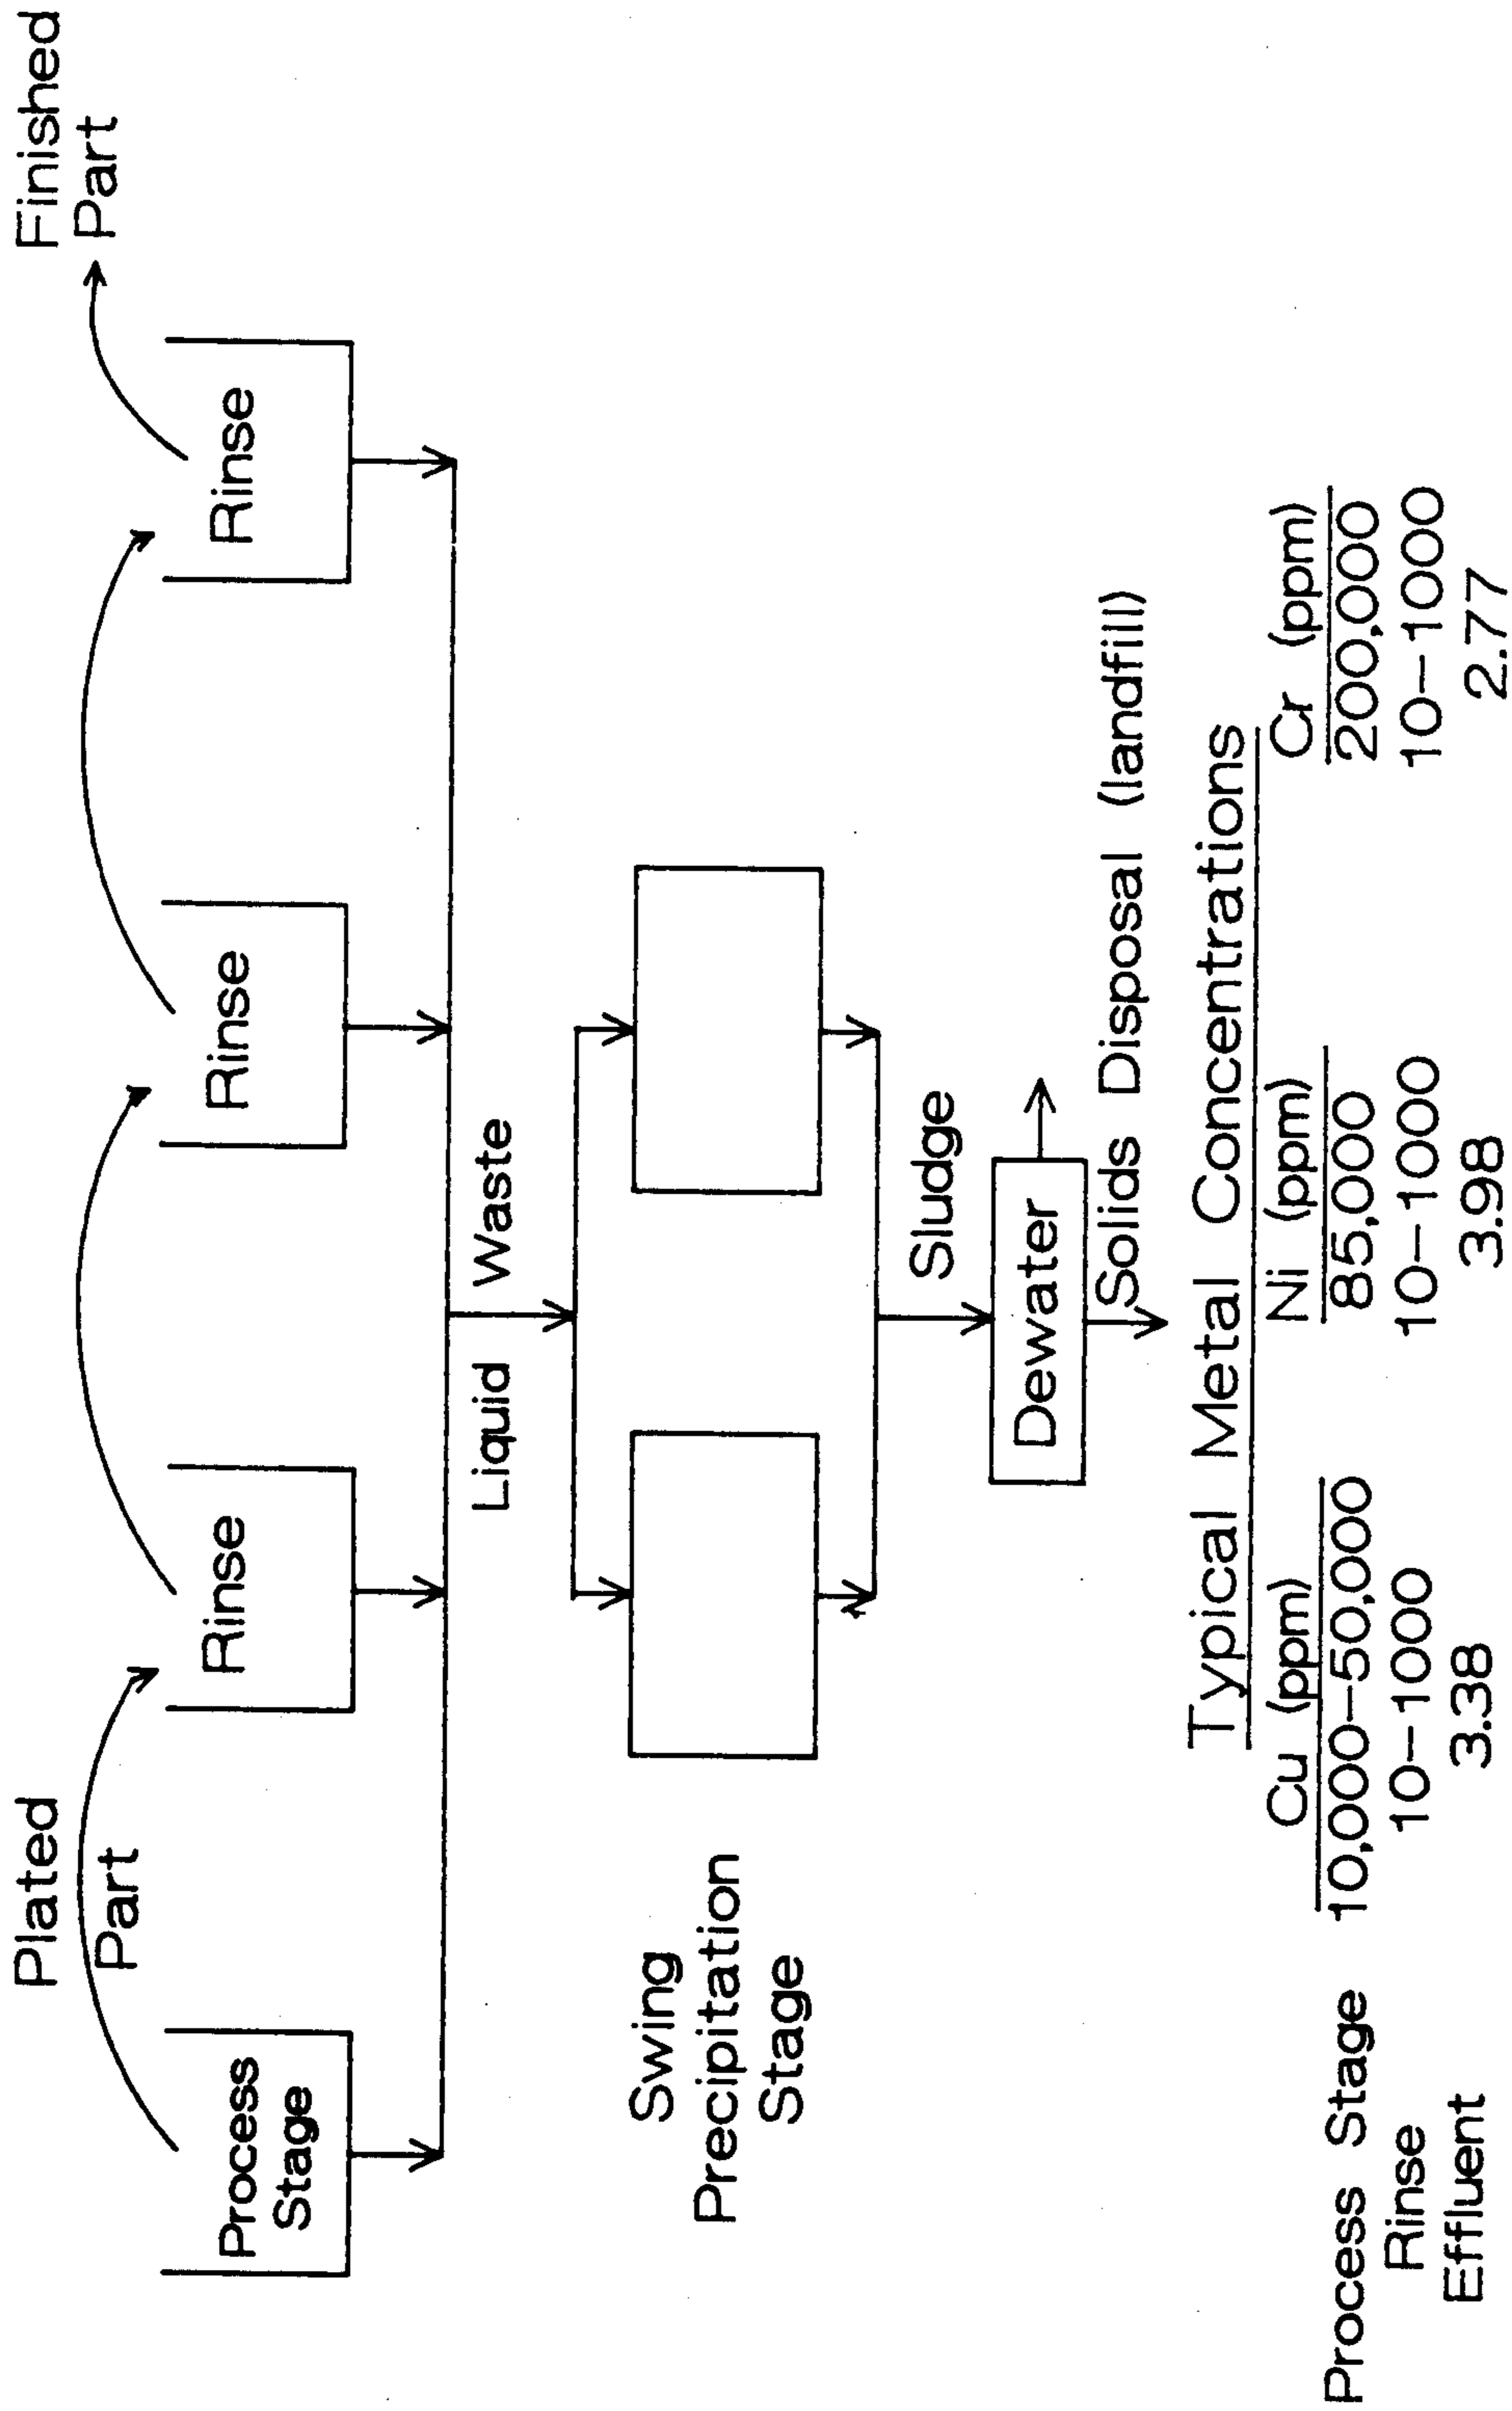 Plated
Part
Finished
Part
Process
Stage
Rinse
Rinse
Rinse
Liquid Waste
Swing
Precipitation
Stage
Sludge
Dewater
Solids Disposal (landfill)
Typical Metal Concentrations
Cu (ppm) Ni (ppm) Cr (ppm)
Process Stage 10,000-50,000 85,000 200,000
Rinse 10-1000 10-1000 10-1000
Effluent 3.38 3.98 2.77